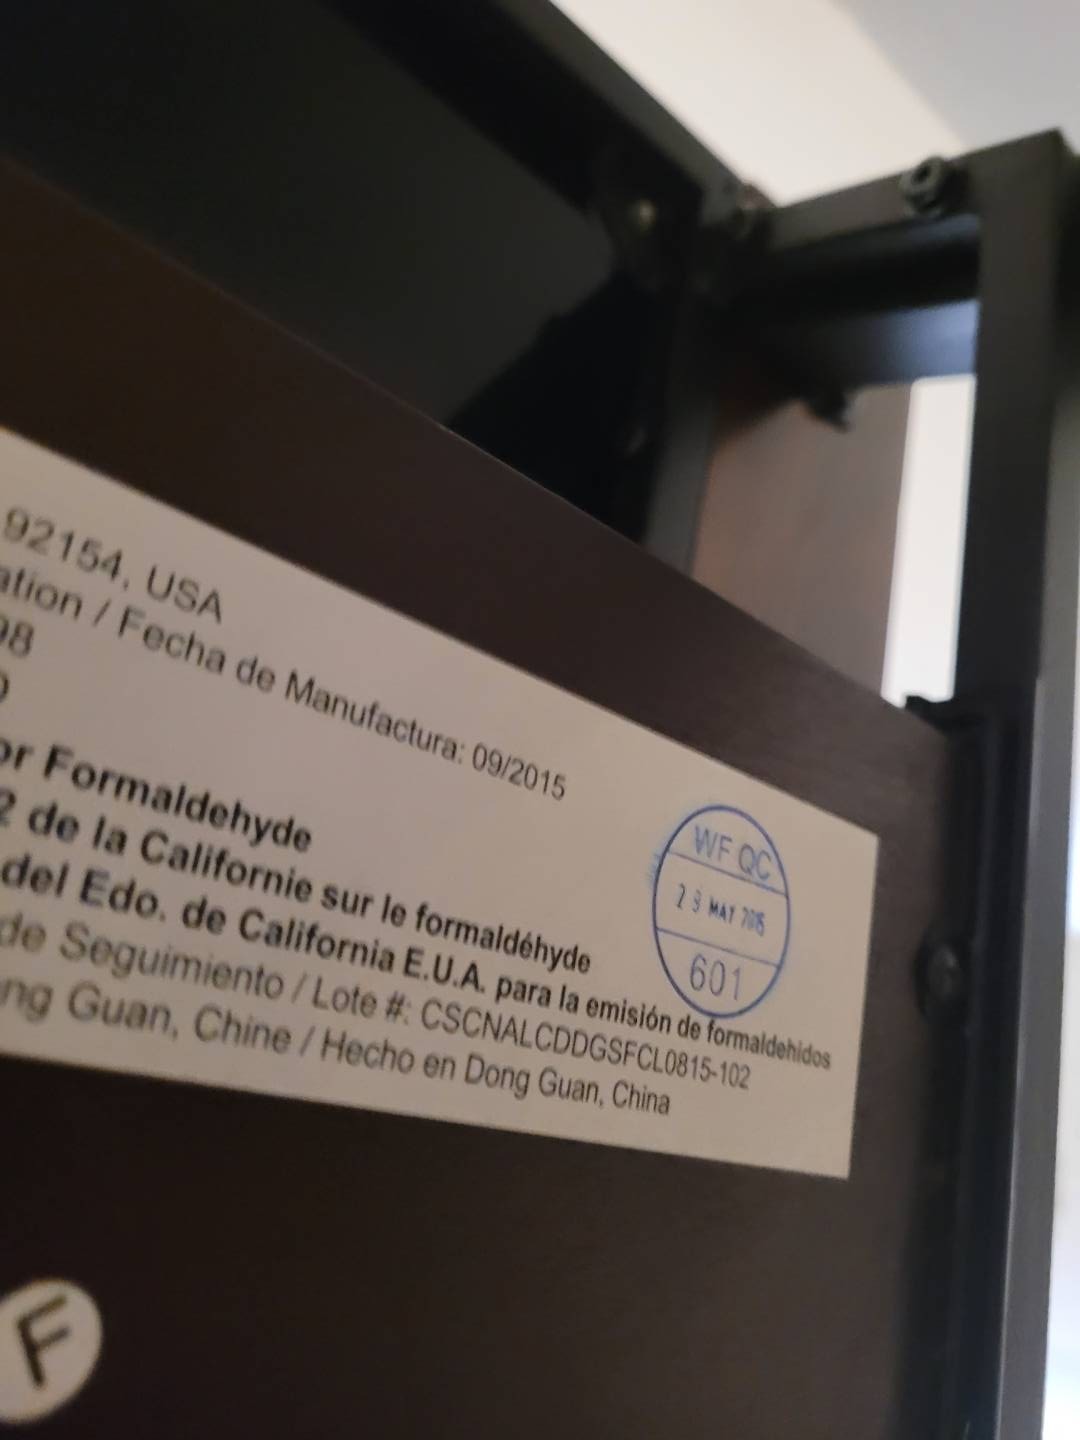 92154, USA
ation / Fecha de Manufactura: 09/2015
98
or Formaldehyde
2 de la Californie sur le formaldéhyde
del Edo. de California E.U.A. para la emisión de formaldehidos
de Seguimiento / Lote #: CSCNALCDDGSFCL0815-102
ng Guan, Chine / Hecho en Dong Guan, China
WF QC
MAY
601
F